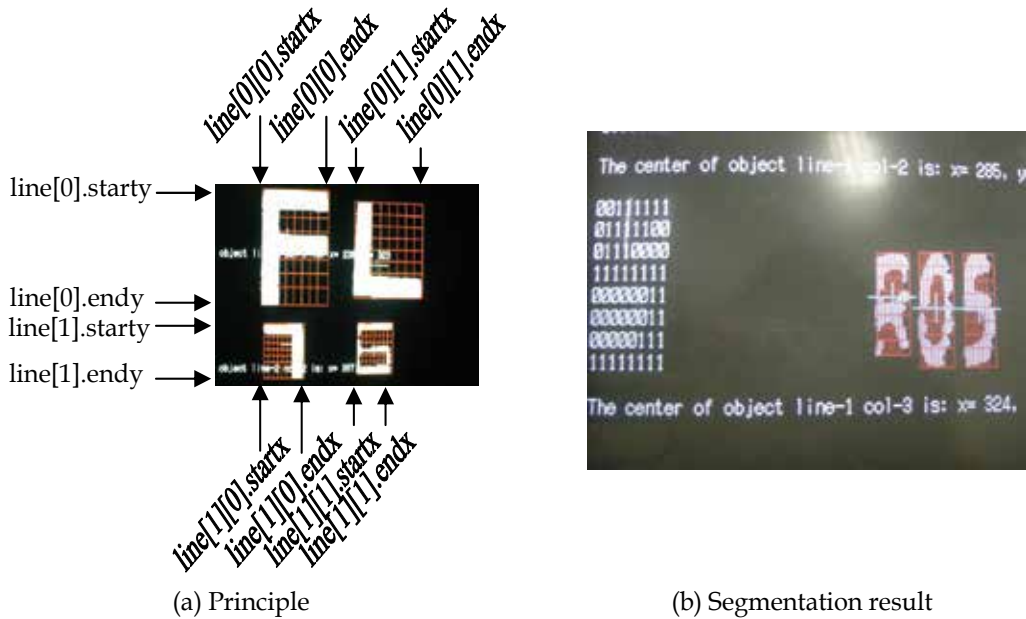 line[0][0].startx
line[0][0].endx
line[0][1].startx
line[0][1].endx
line[0].starty
line[0].endy
line[1].starty
line[1].endy
F L
object
line[1][0].startx
line[1][0].endx
line[1][1].startx
line[1][1].endx
(a) Principle
The center of object line-1 col-2 is: x= 285, y
00111111
01111100
01110000
11111111
00000011
00000011
00000111
11111111
The center of object line-1 col-3 is: x= 324,
(b) Segmentation result